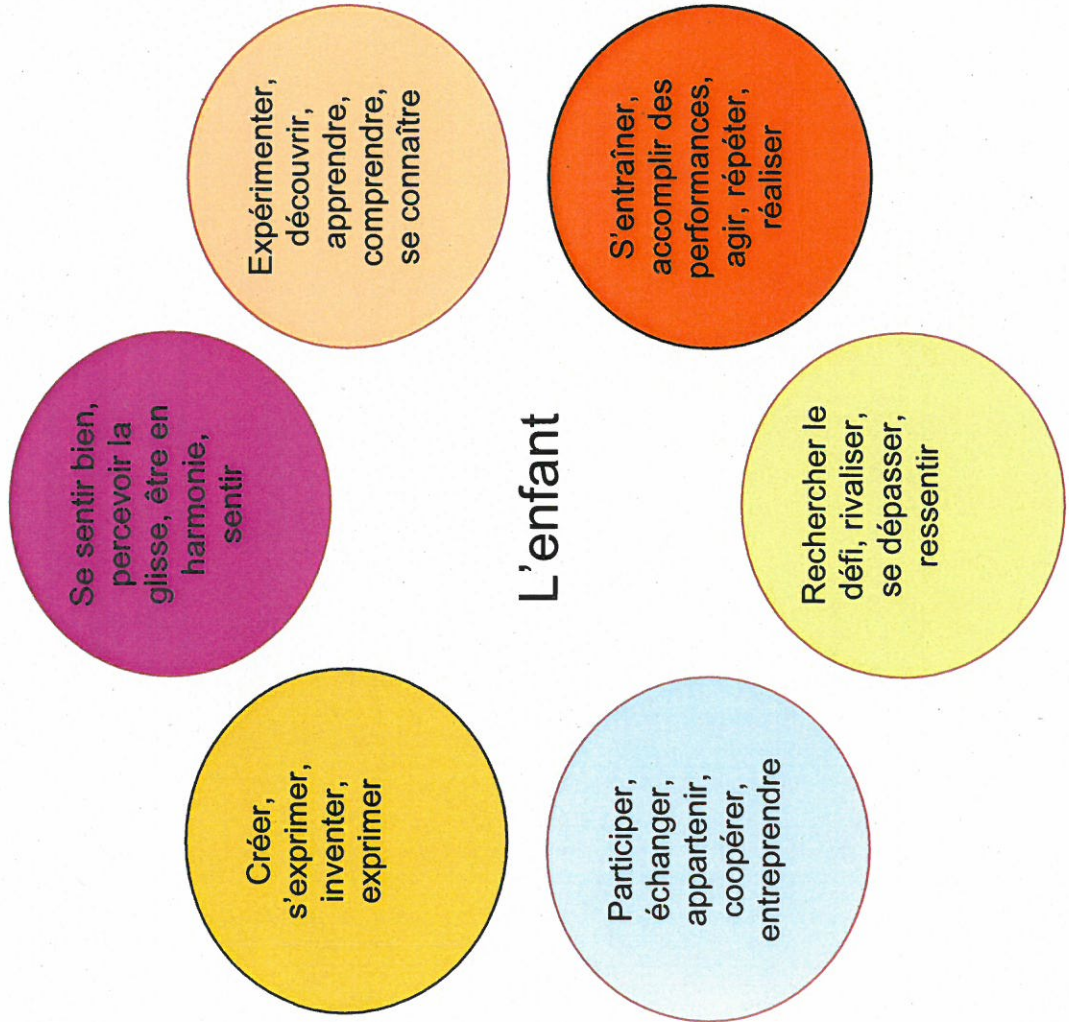 Se sentir bien,
percevoir la
glisse, être en
harmonie,
sentir
Créer,
s'exprimer,
inventer,
exprimer
Expérimenter,
découvrir,
apprendre,
comprendre,
se connaître
L'enfant
Participer,
échanger,
appartenir,
coopérer,
entreprendre
S'entraîner,
accomplir des
performances,
agir, répéter,
réaliser
Rechercher le
défi, rivaliser,
se dépasser,
ressentir